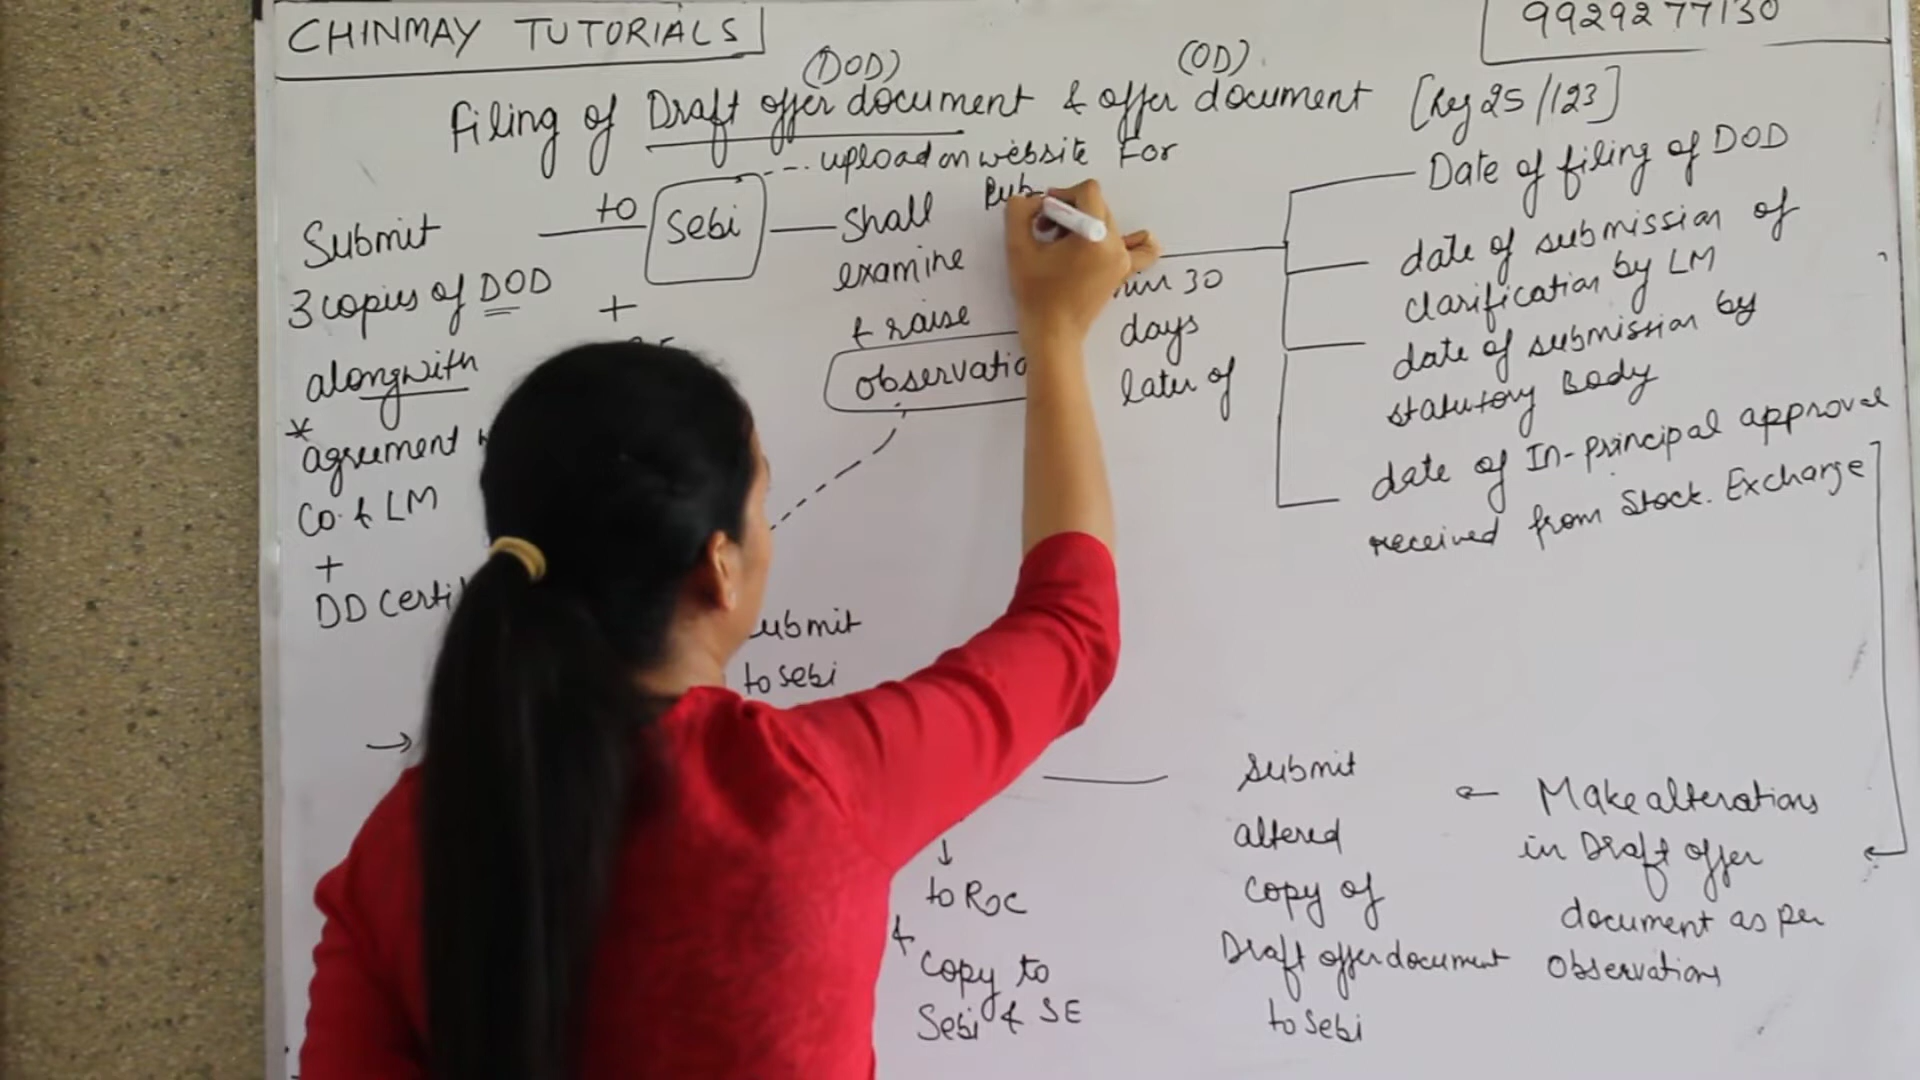 CHINMAY TUTORIALS
9929277130
(DOD)
(OD)
Filing of Draft offer document & offer document [Reg 25/123]
upload on website For
Pub
Submit
to
Sebi
Shall
examine
& raise
observatio
3 copies of DOD
+
alongwith
* agreement
Co. & LM
+
DD Certi
30
days
later of
Date of filing of DOD
date of submission of
clarification by LM
date of submission by
statutory Body
date of In-principal approval
received from Stock. Exchange
ubmit
to sebi
→
↓
to ROC
&
Copy to
Sebi & SE
submit
altered
copy of
Draft offer document
to sebi
← Make alterations
in Draft offer
document as per
observations